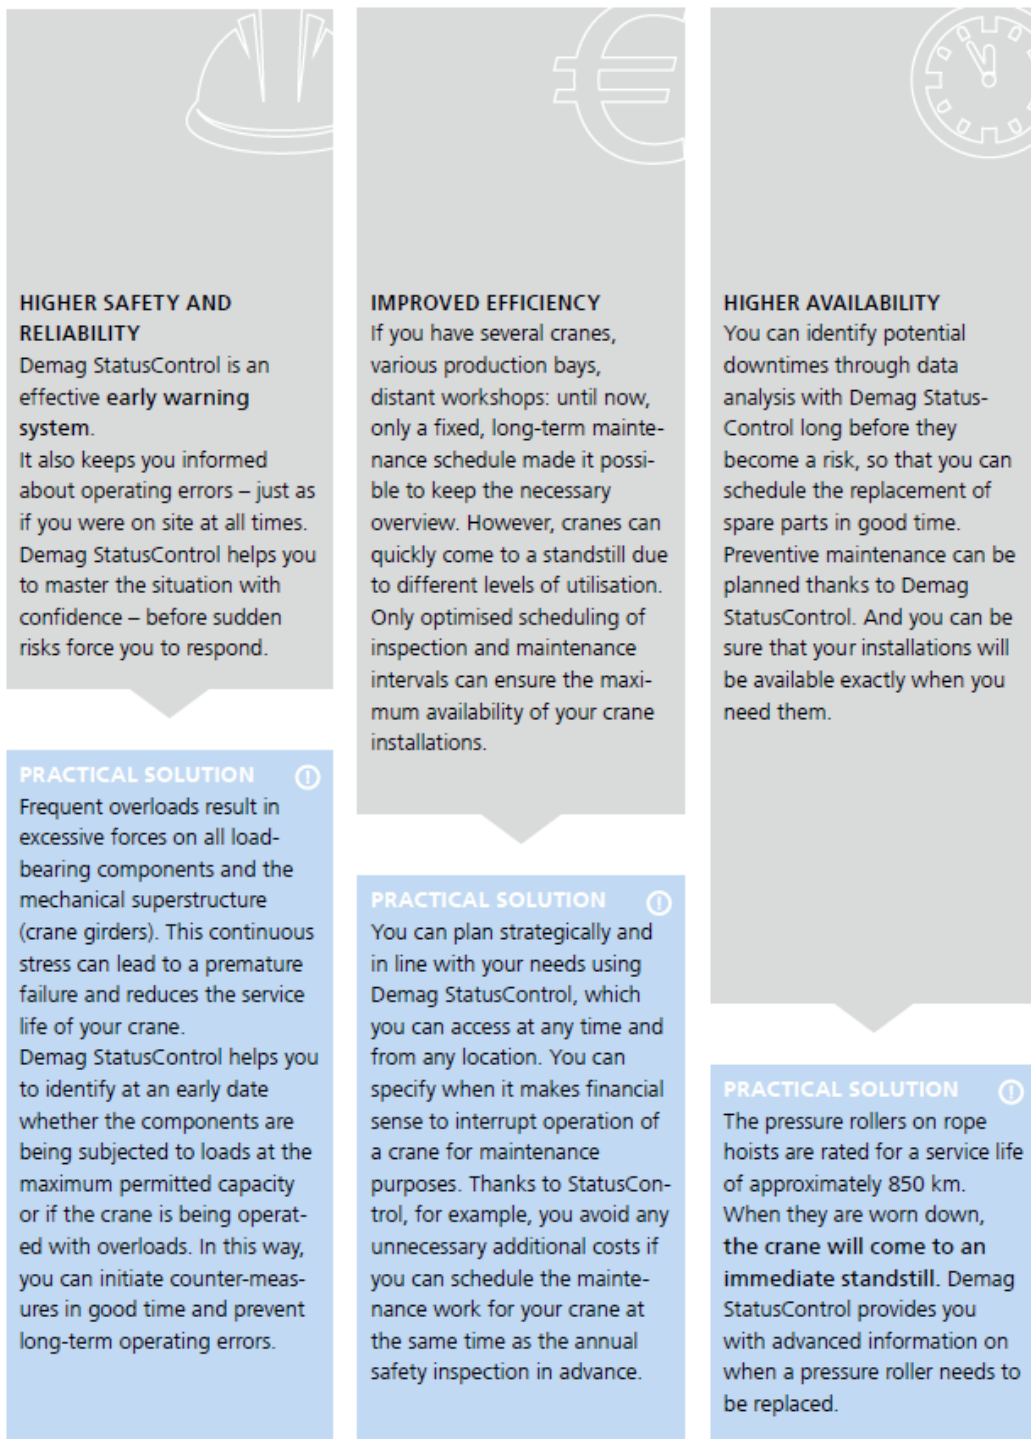 HIGHER SAFETY AND
RELIABILITY
Demag StatusControl is an
effective early warning
system.
It also keeps you informed
about operating errors – just as
if you were on site at all times.
Demag StatusControl helps you
to master the situation with
confidence – before sudden
risks force you to respond.
PRACTICAL SOLUTION
Frequent overloads result in
excessive forces on all load-
bearing components and the
mechanical superstructure
(crane girders). This continuous
stress can lead to a premature
failure and reduces the service
life of your crane.
Demag StatusControl helps you
to identify at an early date
whether the components are
being subjected to loads at the
maximum permitted capacity
or if the crane is being operat-
ed with overloads. In this way,
you can initiate counter-meas-
ures in good time and prevent
long-term operating errors.
IMPROVED EFFICIENCY
If you have several cranes,
various production bays,
distant workshops: until now,
only a fixed, long-term mainte-
nance schedule made it possi-
ble to keep the necessary
overview. However, cranes can
quickly come to a standstill due
to different levels of utilisation.
Only optimised scheduling of
inspection and maintenance
intervals can ensure the maxi-
mum availability of your crane
installations.
PRACTICAL SOLUTION
You can plan strategically and
in line with your needs using
Demag StatusControl, which
you can access at any time and
from any location. You can
specify when it makes financial
sense to interrupt operation of
a crane for maintenance
purposes. Thanks to StatusCon-
trol, for example, you avoid any
unnecessary additional costs if
you can schedule the mainte-
nance work for your crane at
the same time as the annual
safety inspection in advance.
HIGHER AVAILABILITY
You can identify potential
downtimes through data
analysis with Demag Status-
Control long before they
become a risk, so that you can
schedule the replacement of
spare parts in good time.
Preventive maintenance can be
planned thanks to Demag
StatusControl. And you can be
sure that your installations will
be available exactly when you
need them.
PRACTICAL SOLUTION
The pressure rollers on rope
hoists are rated for a service life
of approximately 850 km.
When they are worn down,
the crane will come to an
immediate standstill. Demag
StatusControl provides you
with advanced information on
when a pressure roller needs to
be replaced.